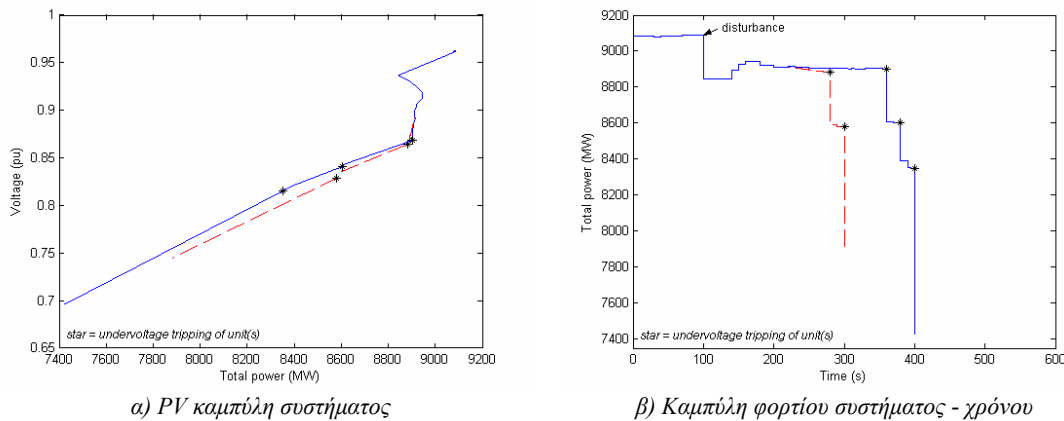 1
0.95
0.9
0.85
0.8
0.75
0.7
0.65
Voltage (pu)
star = undervoltage tripping of unit(s)
7400 7600 7800 8000 8200 8400 8600 8800 9000 9200
Total power (MW)
α) PV καμπύλη συστήματος
9200
9000
8800
8600
8400
8200
8000
7800
7600
7400
Total power (MW)
disturbance
star = undervoltage tripping of unit(s)
0 100 200 300 400 500 600
Time (s)
β) Καμπύλη φορτίου συστήματος - χρόνου